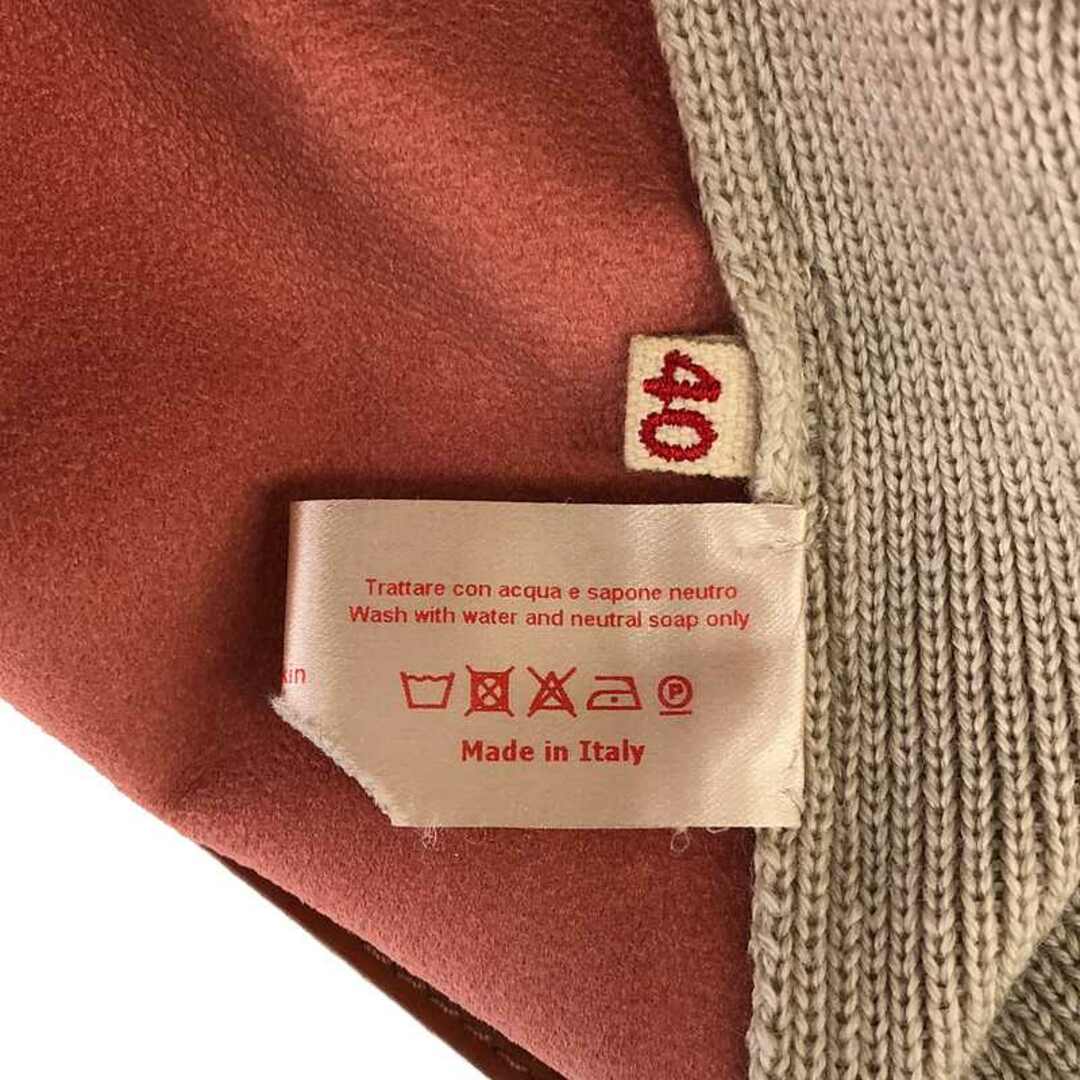 40
Trattare con acqua e sapone neutro
Wash with water and neutral soap only
P
Made in Italy